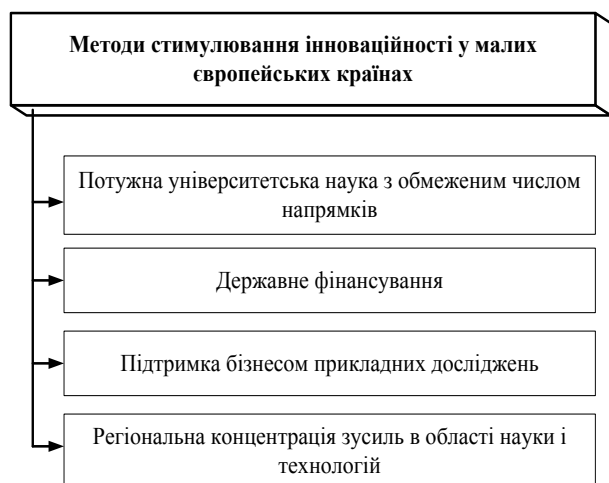 Методи стимулювання інноваційності у малих
європейських країнах
Потужна університетська наука з обмеженим числом
напрямків
Державне фінансування
Підтримка бізнесом прикладних досліджень
Регіональна концентрація зусиль в області науки і
технологій